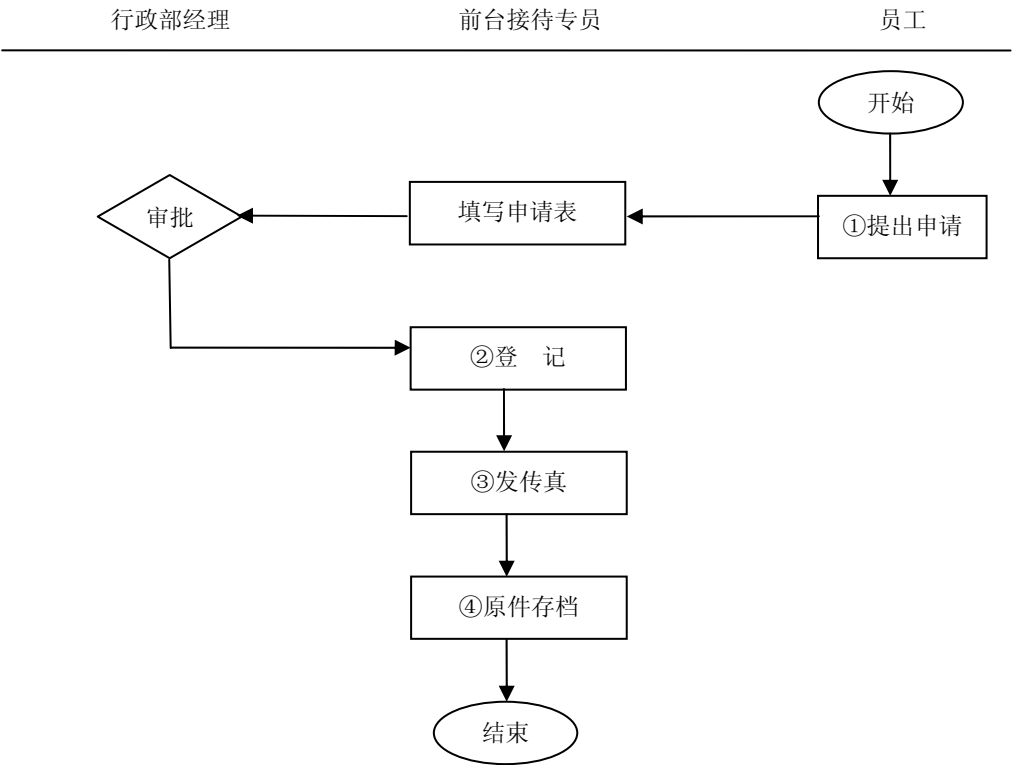 行政部经理 前台接待专员 员工
开始
审批 填写申请表 ①提出申请
②登　记
③发传真
④原件存档
结束